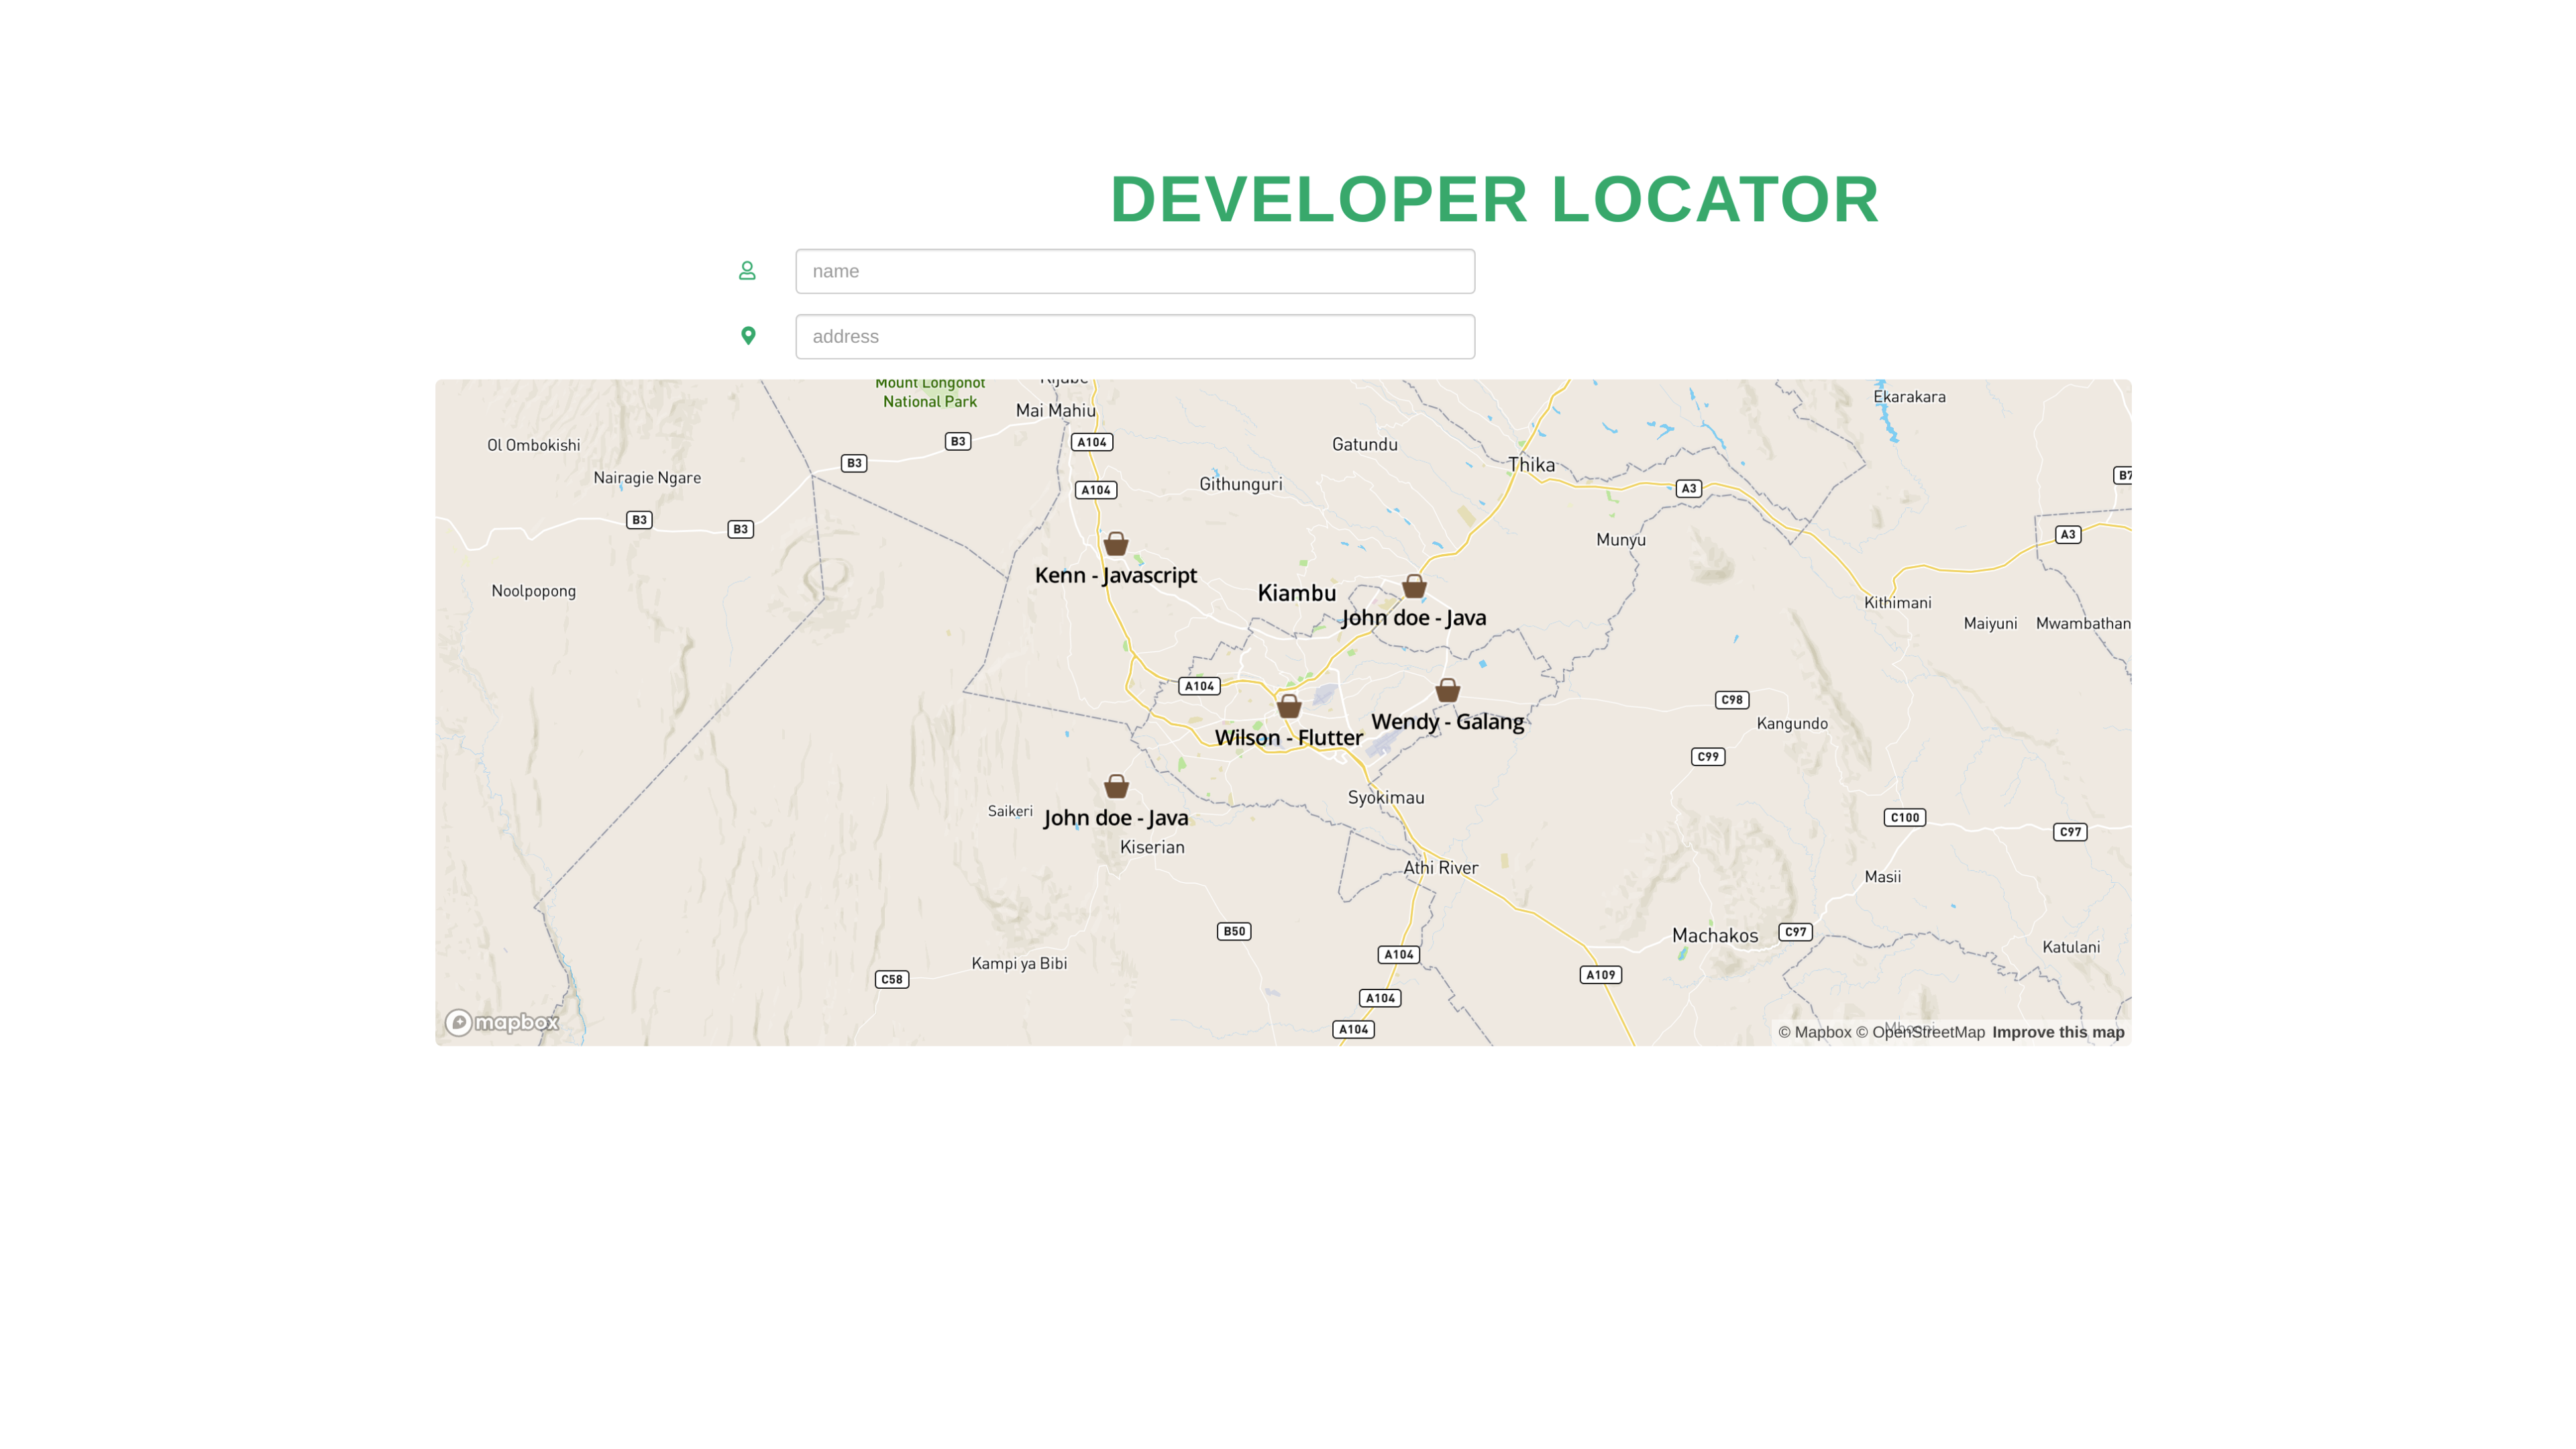 DEVELOPER LOCATOR
name
address
Mount Longonot
National Park
Kijabe
Mai Mahiu
Ekarakara
Ol Ombokishi
B3
A104
Gatundu
B3
Thika
Nairagie Ngare
Githunguri
A104
A3
B3
B3
A3
Munyu
Kenn - Javascript
Noolpopong
Kiambu
John doe - Java
Kithimani
Maiyuni
Mwambathan
A104
C98
Wendy - Galang
Kangundo
Wilson - Flutter
C99
Syokimau
Saikeri
John doe - Java
C100
C97
Kiserian
Athi River
Masii
B50
Machakos
C97
Katulani
A104
Kampi ya Bibi
C58
A109
A104
A104
mapbox
© Mapbox © OpenStreetMap Improve this map